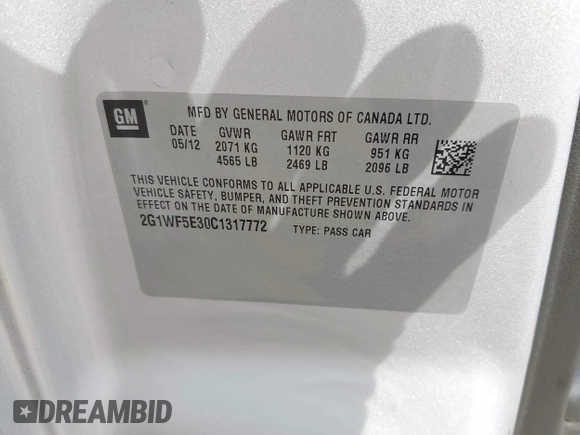 GM
MFD BY GENERAL MOTORS OF CANADA LTD.
DATE GVWR GAWR FRT GAWR RR
05/12 2071 KG 1120 KG 951 KG
4565 LB 2469 LB 2096 LB
THIS VEHICLE CONFORMS TO ALL APPLICABLE U.S. FEDERAL MOTOR
VEHICLE SAFETY, BUMPER, AND THEFT PREVENTION STANDARDS IN
EFFECT ON THE DATE OF MANUFACTURE SHOWN ABOVE.
2G1WF5E30C1317772 TYPE: PASS CAR
DREAMBID